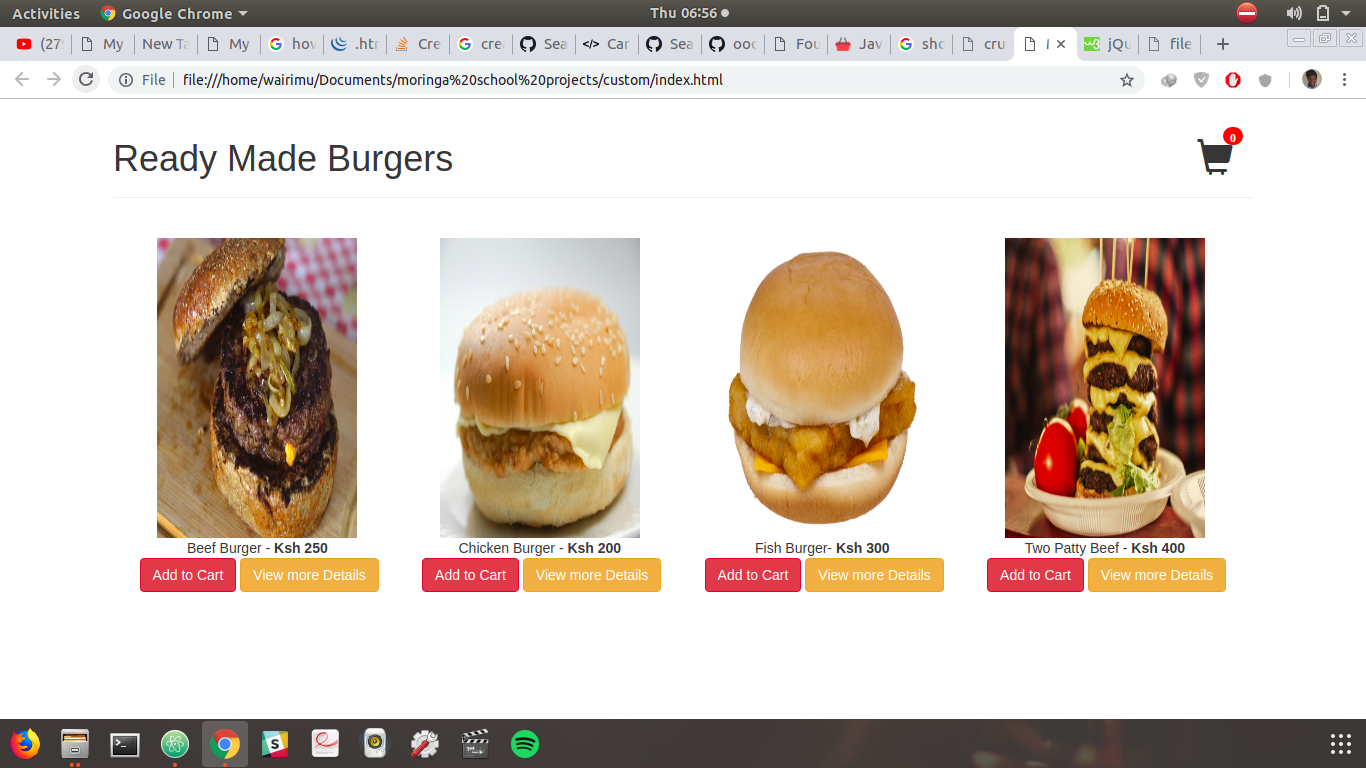 Activities Google Chrome Thu 06:56
(279 My New Ta My how .htr Cre crea Sea Car Sea ooc Fou Jav sho cru jQu file
File file:///home/wairimu/Documents/moringa%20school%20projects/custom/index.html
0
Ready Made Burgers
Beef Burger - Ksh 250 Chicken Burger - Ksh 200 Fish Burger- Ksh 300 Two Patty Beef - Ksh 400
Add to Cart View more Details Add to Cart View more Details Add to Cart View more Details Add to Cart View more Details